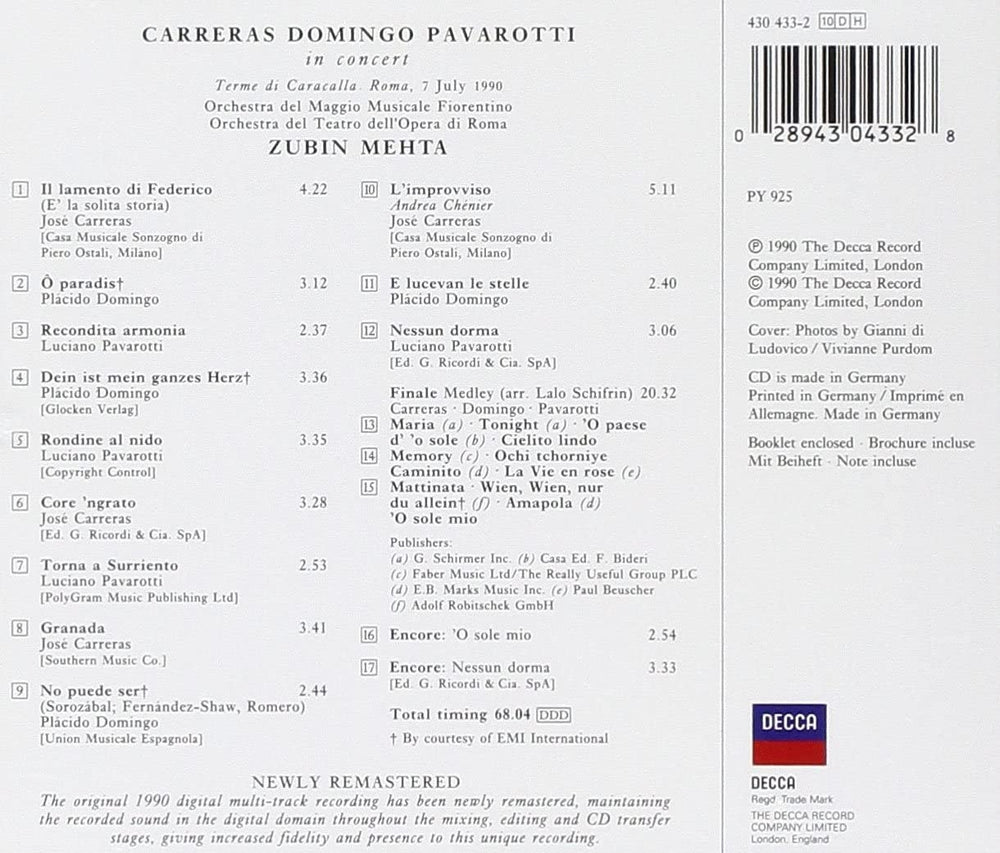 CARRERAS DOMINGO PAVAROTTI
in concert
Terme di Caracalla. Roma, 7 July 1990
Orchestra del Maggio Musicale Fiorentino
Orchestra del Teatro dell'Opera di Roma
ZUBIN MEHTA
1 Il lamento di Federico 4.22
(E' la solita storia)
José Carreras
[Casa Musicale Sonzogno di
Piero Ostali, Milano]
2 Ò paradis† 3.12
Plácido Domingo
3 Recondita armonia 2.37
Luciano Pavarotti
4 Dein ist mein ganzes Herz† 3.36
Plácido Domingo
[Glocken Verlag]
5 Rondine al nido 3.35
Luciano Pavarotti
[Copyright Control]
6 Core 'ngrato 3.28
José Carreras
[Ed. G. Ricordi & Cia. SpA]
7 Torna a Surriento 2.53
Luciano Pavarotti
[PolyGram Music Publishing Ltd]
8 Granada 3.41
José Carreras
[Southern Music Co.]
9 No puede ser† 2.44
(Sorozábal; Fernández-Shaw, Romero)
Plácido Domingo
[Union Musicale Espagnola]
10 L'improvviso 5.11
Andrea Chénier
José Carreras
[Casa Musicale Sonzogno di
Piero Ostali, Milano]
11 E lucevan le stelle 2.40
Plácido Domingo
12 Nessun dorma 3.06
Luciano Pavarotti
[Ed. G. Ricordi & Cia. SpA]
Finale Medley (arr. Lalo Schifrin) 20.32
Carreras · Domingo · Pavarotti
13 Maria (a) · Tonight (a) · 'O paese
d' 'o sole (b) · Cielito lindo
14 Memory (c) · Ochi tchorniye
Caminito (d) · La Vie en rose (e)
15 Mattinata · Wien, Wien, nur
du allein† (f) · Amapola (d)
'O sole mio
Publishers:
(a) G. Schirmer Inc. (b) Casa Ed. F. Bideri
(c) Faber Music Ltd/The Really Useful Group PLC
(d) E.B. Marks Music Inc. (e) Paul Beuscher
(f) Adolf Robitschek GmbH
16 Encore: 'O sole mio 2.54
17 Encore: Nessun dorma 3.33
[Ed. G. Ricordi & Cia. SpA]
Total timing 68.04 DDD
† By courtesy of EMI International
NEWLY REMASTERED
The original 1990 digital multi-track recording has been newly remastered, maintaining
the recorded sound in the digital domain throughout the mixing, editing and CD transfer
stages, giving increased fidelity and presence to this unique recording.
430 433-2 10 D H
0 28943 04332 8
PY 925
℗ 1990 The Decca Record
Company Limited, London
© 1990 The Decca Record
Company Limited, London
Cover: Photos by Gianni di
Ludovico / Vivianne Purdom
CD is made in Germany
Printed in Germany / Imprimé en
Allemagne. Made in Germany
Booklet enclosed · Brochure incluse
Mit Beiheft · Note incluse
DECCA
DECCA
Regd. Trade Mark
THE DECCA RECORD
COMPANY LIMITED
London, England